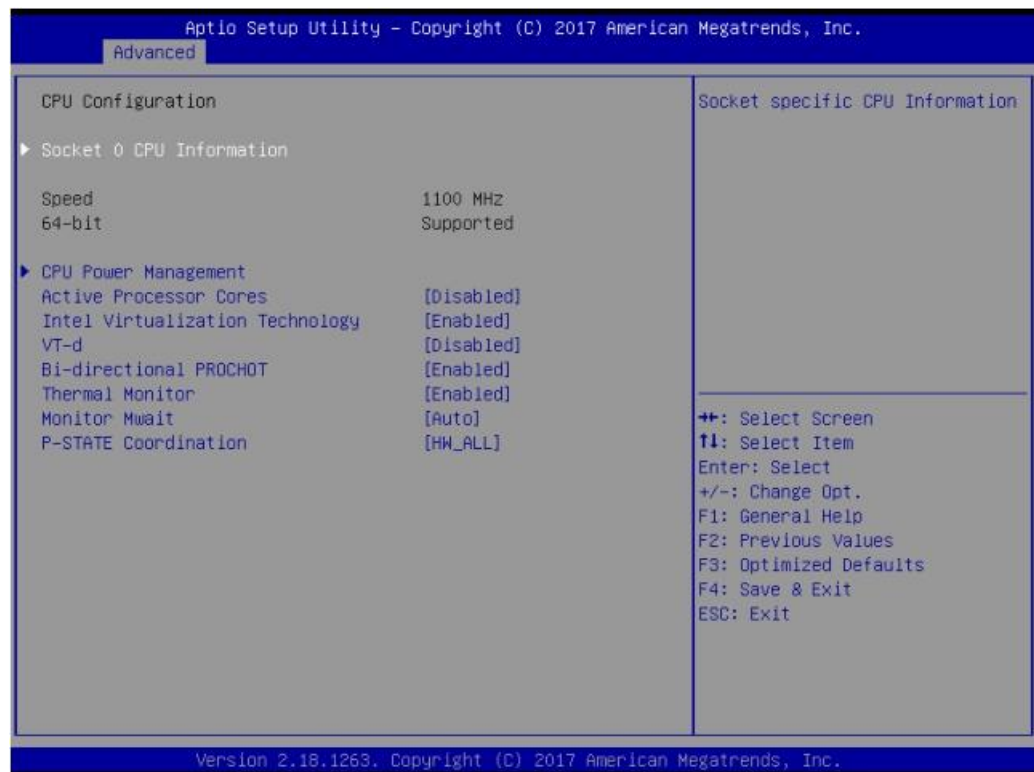 Aptio Setup Utility – Copyright (C) 2017 American Megatrends, Inc.
Advanced
CPU Configuration
Socket 0 CPU Information
Speed 1100 MHz
64-bit Supported
CPU Power Management
Active Processor Cores [Disabled]
Intel Virtualization Technology [Enabled]
VT-d [Disabled]
Bi-directional PROCHOT [Enabled]
Thermal Monitor [Enabled]
Monitor Mwait [Auto]
P-STATE Coordination [HW_ALL]
Socket specific CPU Information
→←: Select Screen
↑↓: Select Item
Enter: Select
+/-: Change Opt.
F1: General Help
F2: Previous Values
F3: Optimized Defaults
F4: Save & Exit
ESC: Exit
Version 2.18.1263. Copyright (C) 2017 American Megatrends, Inc.